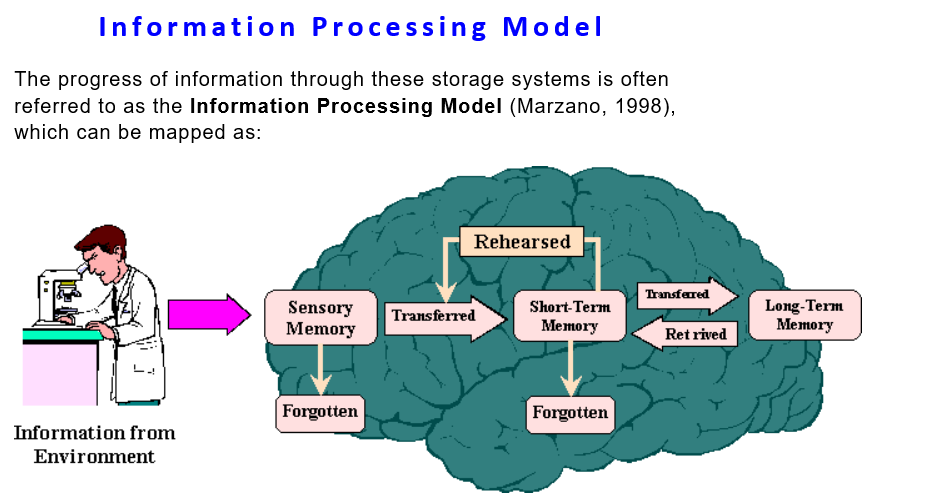 Information Processing Model
The progress of information through these storage systems is often
referred to as the Information Processing Model (Marzano, 1998),
which can be mapped as:
Rehearsed
Sensory
Memory
Transferred
Short-Term
Memory
Transferred
Ret rived
Long-Term
Memory
Forgotten
Forgotten
Information from
Environment